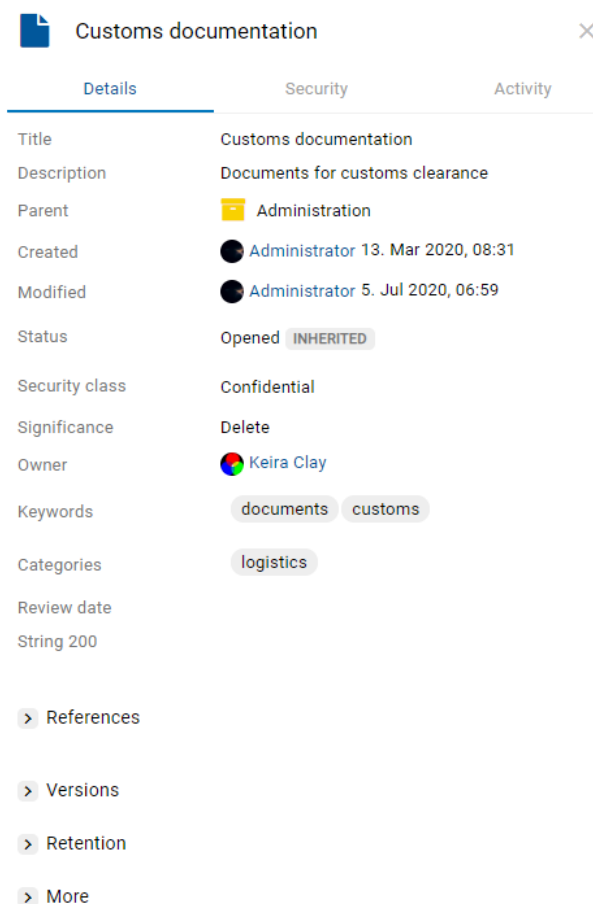 Customs documentation
Details Security Activity
Title Customs documentation
Description Documents for customs clearance
Parent Administration
Created Administrator 13. Mar 2020, 08:31
Modified Administrator 5. Jul 2020, 06:59
Status Opened INHERITED
Security class Confidential
Significance Delete
Owner Keira Clay
Keywords documents customs
Categories logistics
Review date
String 200
References
Versions
Retention
More